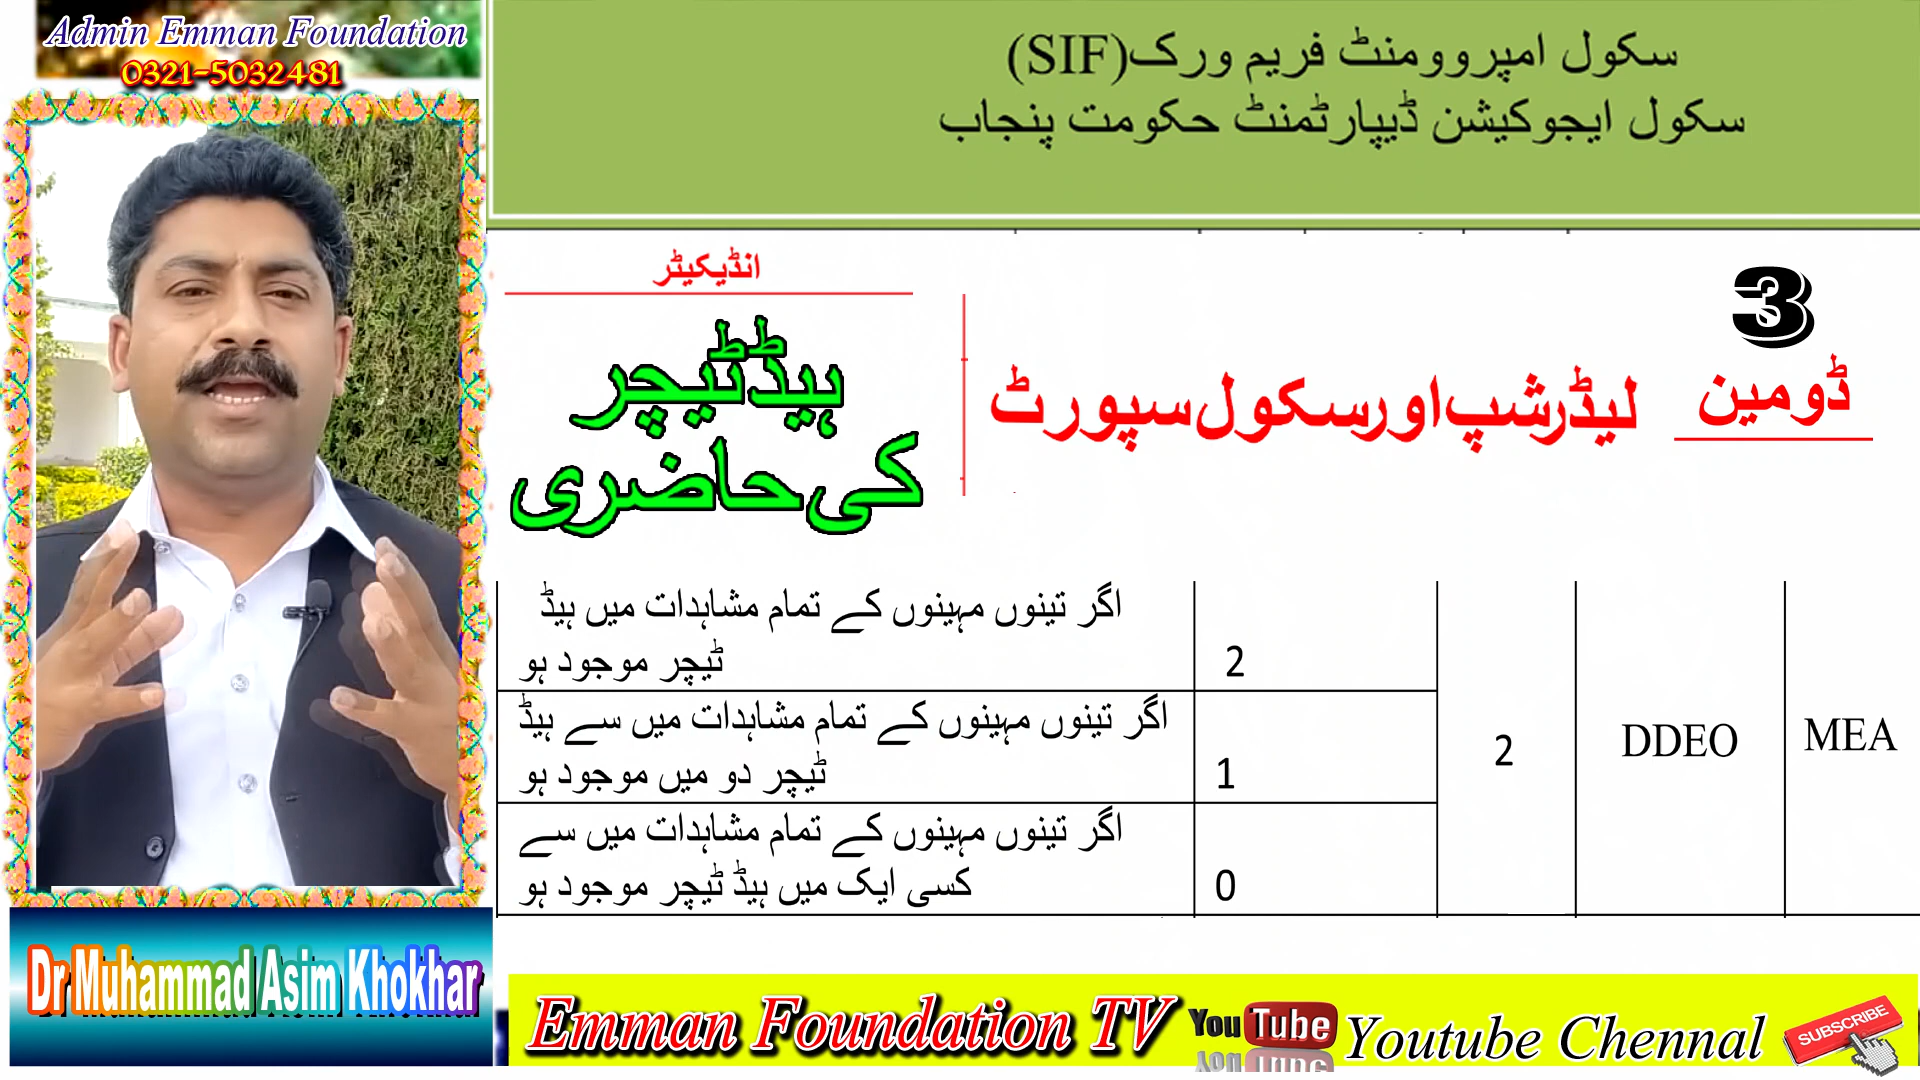 Admin Emman Foundation
0321-5032481
سکول امپروومنٹ فریم ورک(SIF)
سکول ایجوکیشن ڈیپارٹمنٹ حکومت پنجاب
3
ڈومین
لیڈرشپ اورسکول سپورٹ
انڈیکیٹر
ہیڈٹیچر
کی حاضری
اگر تینوں مہینوں کے تمام مشاہدات میں ہیڈ
ٹیچر موجود ہو
2
اگر تینوں مہینوں کے تمام مشاہدات میں سے ہیڈ
ٹیچر دو میں موجود ہو
1
اگر تینوں مہینوں کے تمام مشاہدات میں سے
کسی ایک میں ہیڈ ٹیچر موجود ہو
0
2
DDEO
MEA
Dr Muhammad Asim Khokhar
Emman Foundation TV
YouTube
Youtube Chennal
SUBSCRIBE